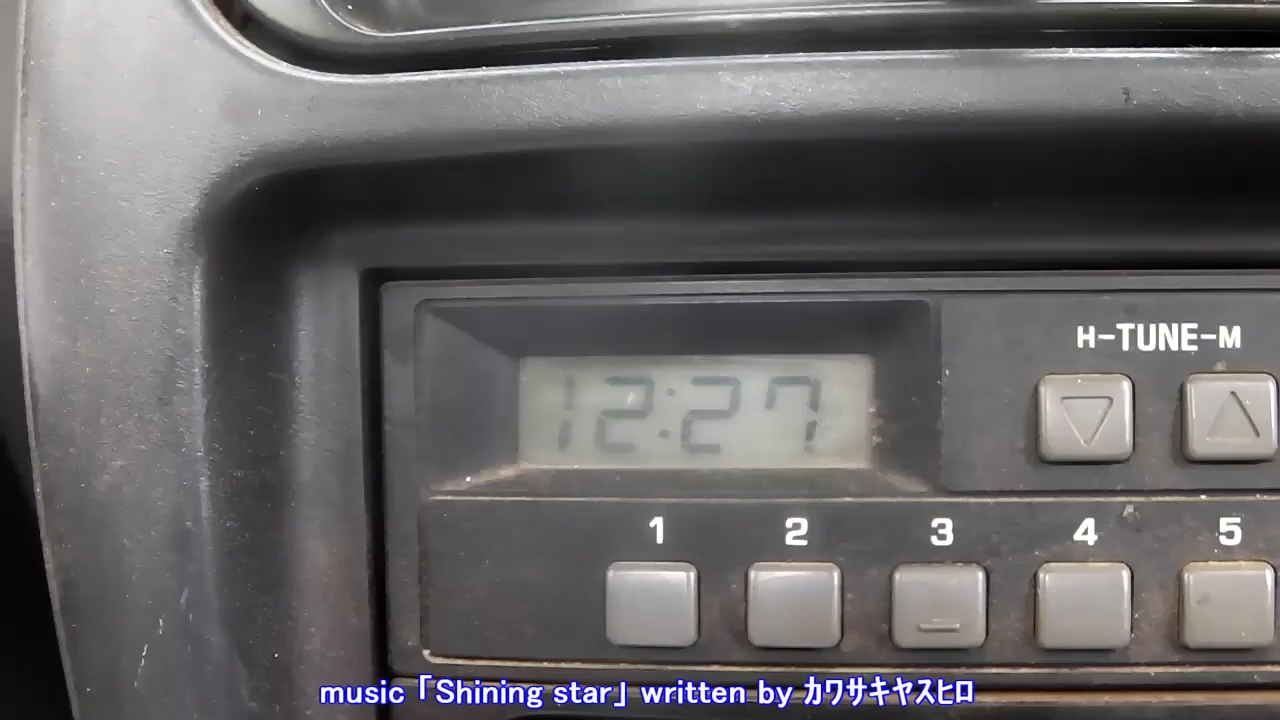 H-TUNE-M
12:27
1 2 3 4 5
music「Shining star」written by ｶﾜｻｷﾔｽﾋﾛ